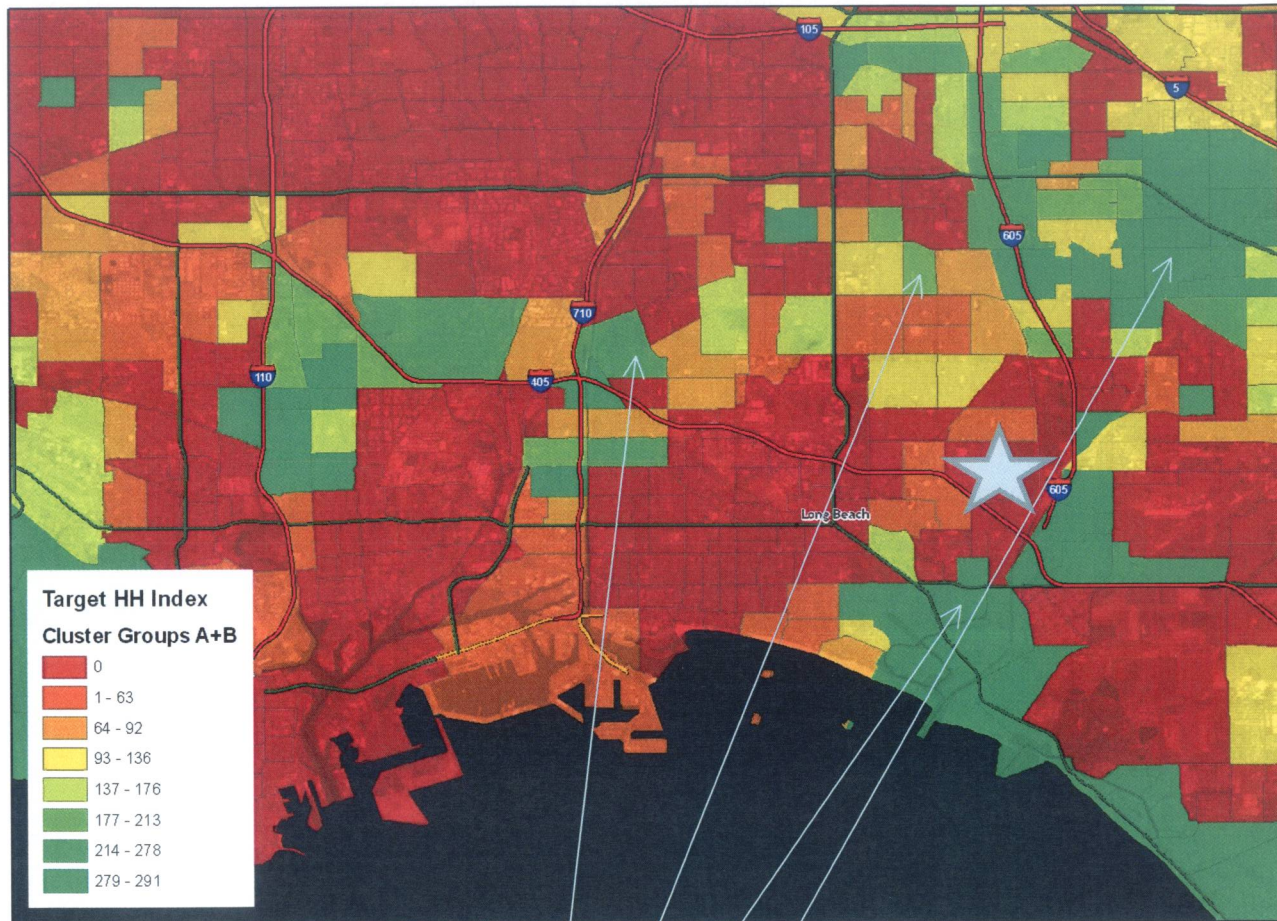 105
5
605
710
110
405
605
Long Beach
Target HH Index
Cluster Groups A+B
0
1 - 63
64 - 92
93 - 136
137 - 176
177 - 213
214 - 278
279 - 291